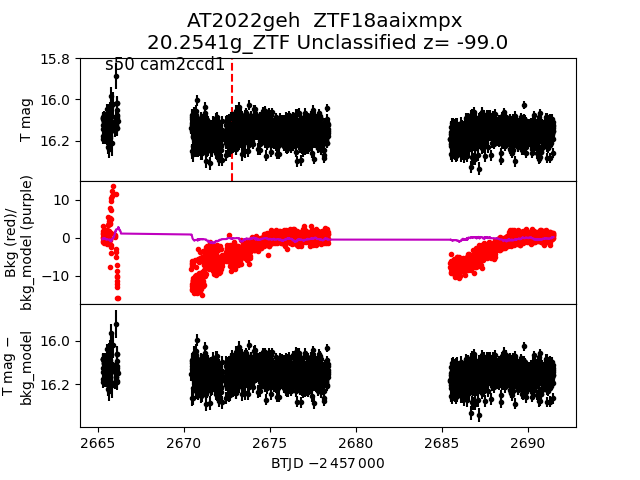 AT2022geh  ZTF18aaixmpx
20.2541g_ZTF Unclassified z= -99.0
s50 cam2ccd1
15.8
16.0
16.2
T mag
10
0
−10
Bkg (red)/
bkg_model (purple)
16.0
16.2
T mag −
bkg_model
2665 2670 2675 2680 2685 2690
BTJD −2 457 000